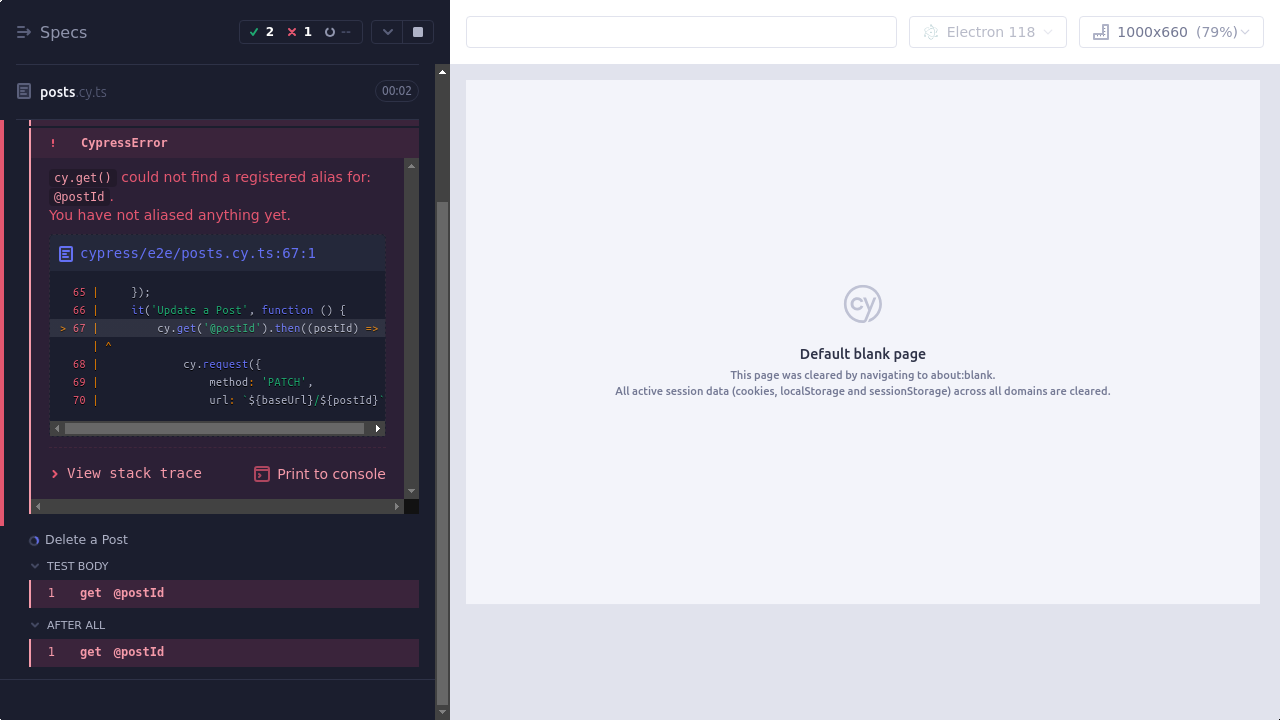 Specs
2
1
--
Electron 118
1000x660 (79%)
posts.cy.ts
00:02
! CypressError
cy.get() could not find a registered alias for:
@postId.
You have not aliased anything yet.
cypress/e2e/posts.cy.ts:67:1
65 | });
66 | it('Update a Post', function () {
> 67 | cy.get('@postId').then((postId) =>
| ^
68 | cy.request({
69 | method: 'PATCH',
70 | url: `${baseUrl}/${postId}`
View stack trace
Print to console
Delete a Post
TEST BODY
1 get @postId
AFTER ALL
1 get @postId
cy
Default blank page
This page was cleared by navigating to about:blank.
All active session data (cookies, localStorage and sessionStorage) across all domains are cleared.